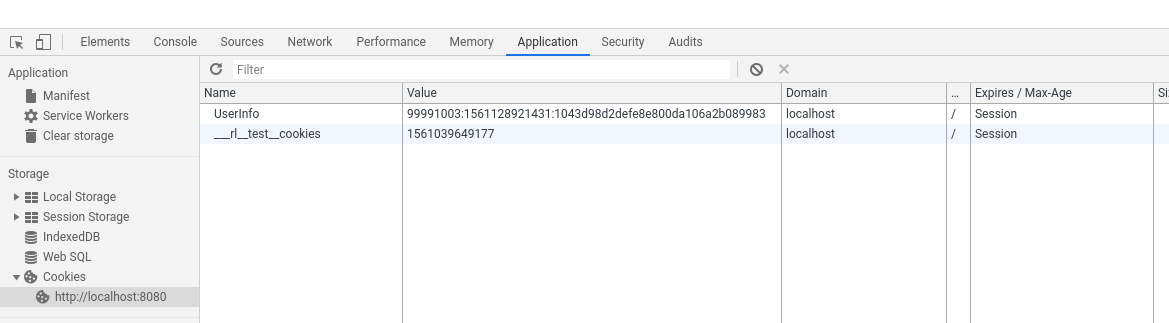 Elements Console Sources Network Performance Memory Application Security Audits
Application
Manifest
Service Workers
Clear storage
Storage
Local Storage
Session Storage
IndexedDB
Web SQL
Cookies
http://localhost:8080
Filter
Name Value Domain ... Expires / Max-Age Si
UserInfo 99991003:1561128921431:1043d98d2defe8e800da106a2b089983 localhost / Session
___rl__test__cookies 1561039649177 localhost / Session